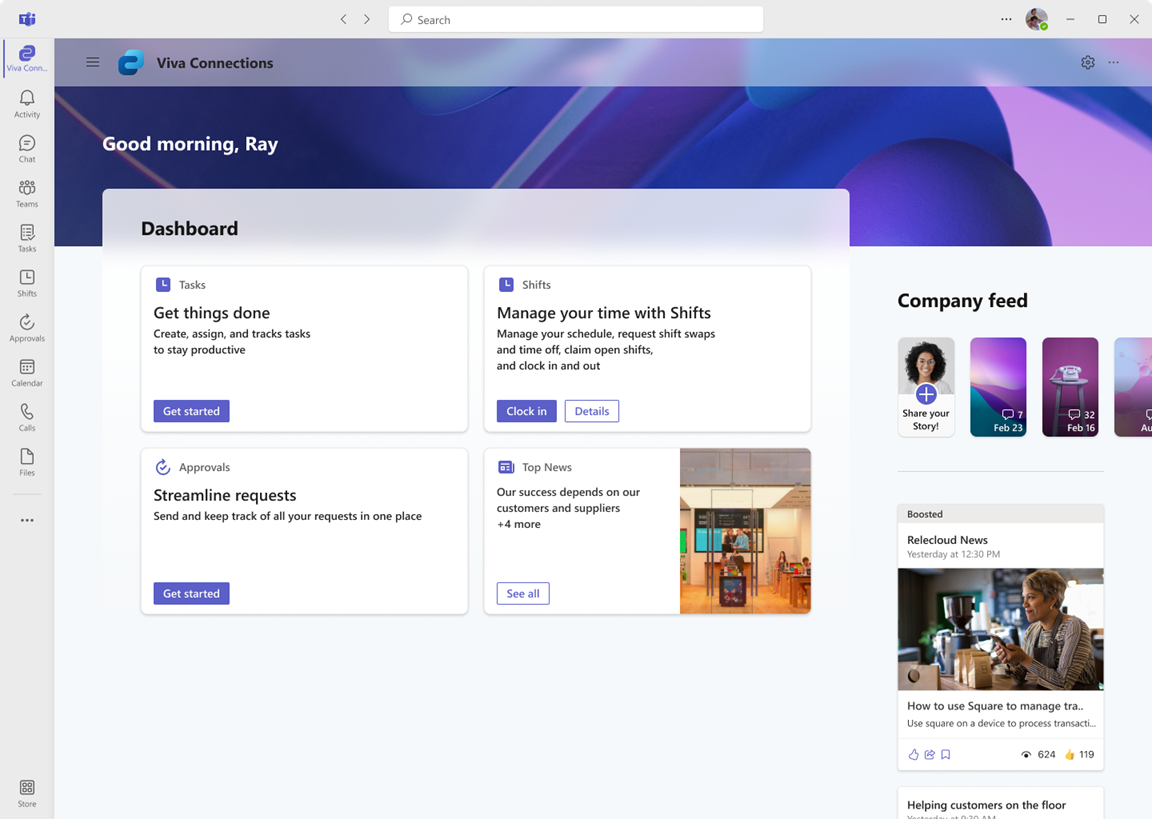 Search
Viva Conn..
Viva Connections
Activity
Chat
Teams
Tasks
Shifts
Approvals
Calendar
Calls
Files
Store
Good morning, Ray
Dashboard
Tasks
Get things done
Create, assign, and tracks tasks
to stay productive
Get started
Shifts
Manage your time with Shifts
Manage your schedule, request shift swaps
and time off, claim open shifts,
and clock in and out
Clock in
Details
Approvals
Streamline requests
Send and keep track of all your requests in one place
Get started
Top News
Our success depends on our
customers and suppliers
+4 more
See all
Company feed
Share your
Story!
7
Feb 23
32
Feb 16
Au
Boosted
Relecloud News
Yesterday at 12:30 PM
How to use Square to manage tra..
Use square on a device to process transacti...
624
119
Helping customers on the floor
Yesterday at 9:30 AM